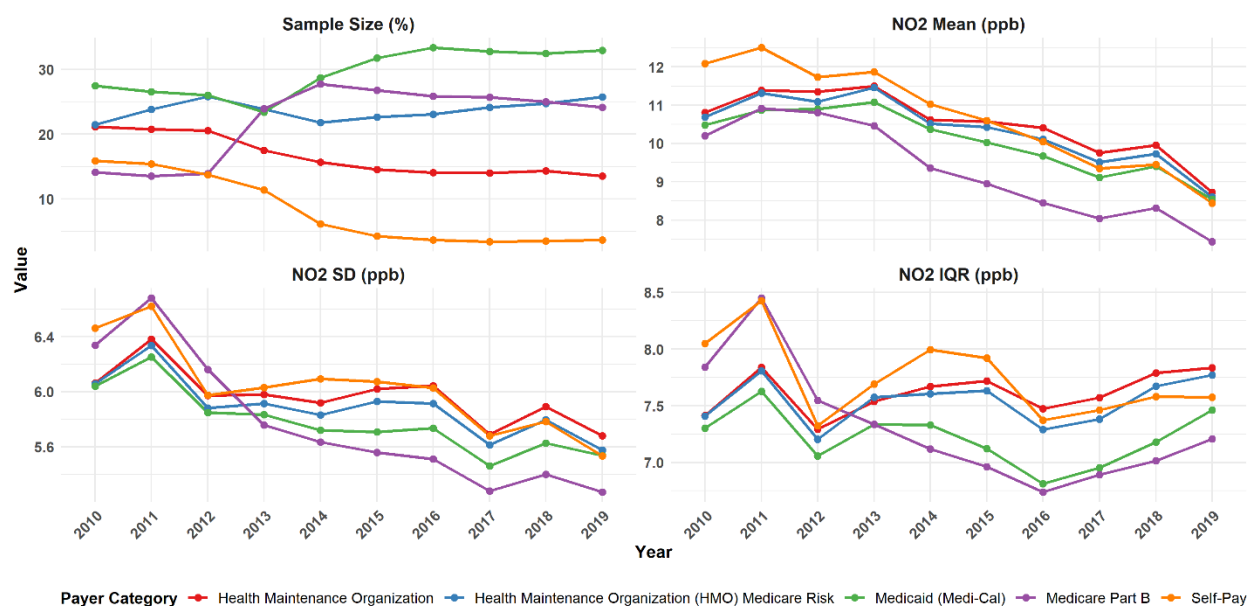 Sample Size (%)
NO2 Mean (ppb)
30
20
10
12
11
10
9
8
Value
NO2 SD (ppb)
NO2 IQR (ppb)
6.4
6.0
5.6
8.5
8.0
7.5
7.0
2010 2011 2012 2013 2014 2015 2016 2017 2018 2019
2010 2011 2012 2013 2014 2015 2016 2017 2018 2019
Year
Payer Category Health Maintenance Organization Health Maintenance Organization (HMO) Medicare Risk Medicaid (Medi-Cal) Medicare Part B Self-Pay